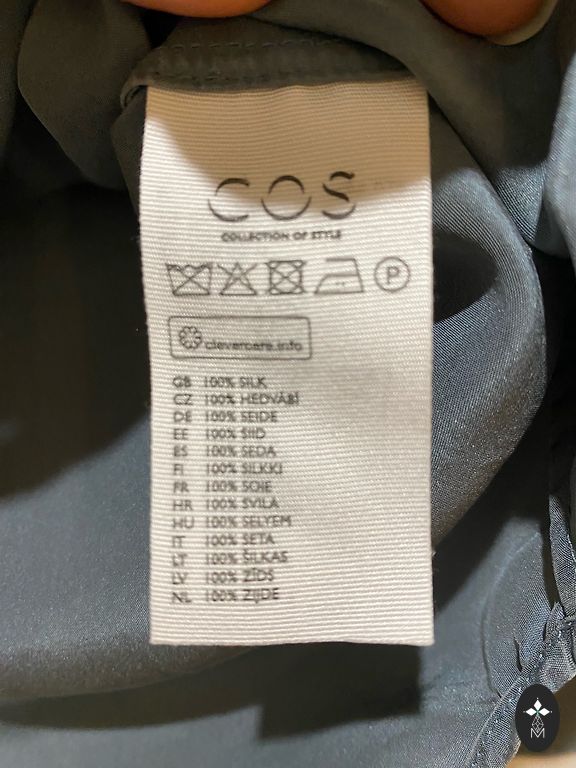 COS
COLLECTION OF STYLE
P
clevercare.info
GB 100% SILK
CZ 100% HEDVÁBÍ
DE 100% SEIDE
EE 100% SIID
ES 100% SEDA
FI 100% SILKKI
FR 100% SOIE
HR 100% SVILA
HU 100% SELYEM
IT 100% SETA
LT 100% ŠILKAS
LV 100% ZĪDS
NL 100% ZIJDE
M